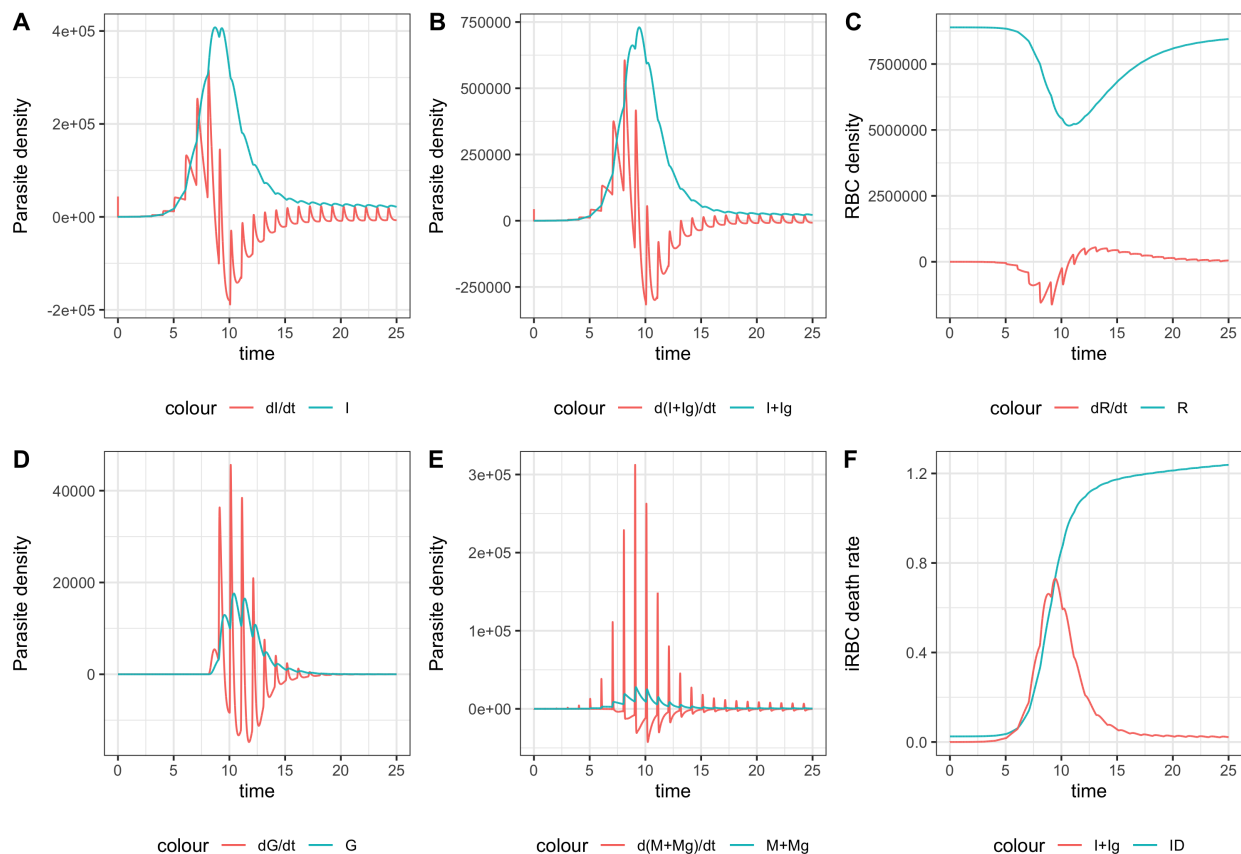 A
Parasite density
4e+05
2e+05
0e+00
-2e+05
0 5 10 15 20 25
time
colour dI/dt I
B
Parasite density
750000
500000
250000
0
-250000
0 5 10 15 20 25
time
colour d(I+Ig)/dt I+Ig
C
RBC density
7500000
5000000
2500000
0
0 5 10 15 20 25
time
colour dR/dt R
D
Parasite density
40000
20000
0
0 5 10 15 20 25
time
colour dG/dt G
E
Parasite density
3e+05
2e+05
1e+05
0e+00
0 5 10 15 20 25
time
colour d(M+Mg)/dt M+Mg
F
iRBC death rate
1.2
0.8
0.4
0.0
0 5 10 15 20 25
time
colour I+Ig ID